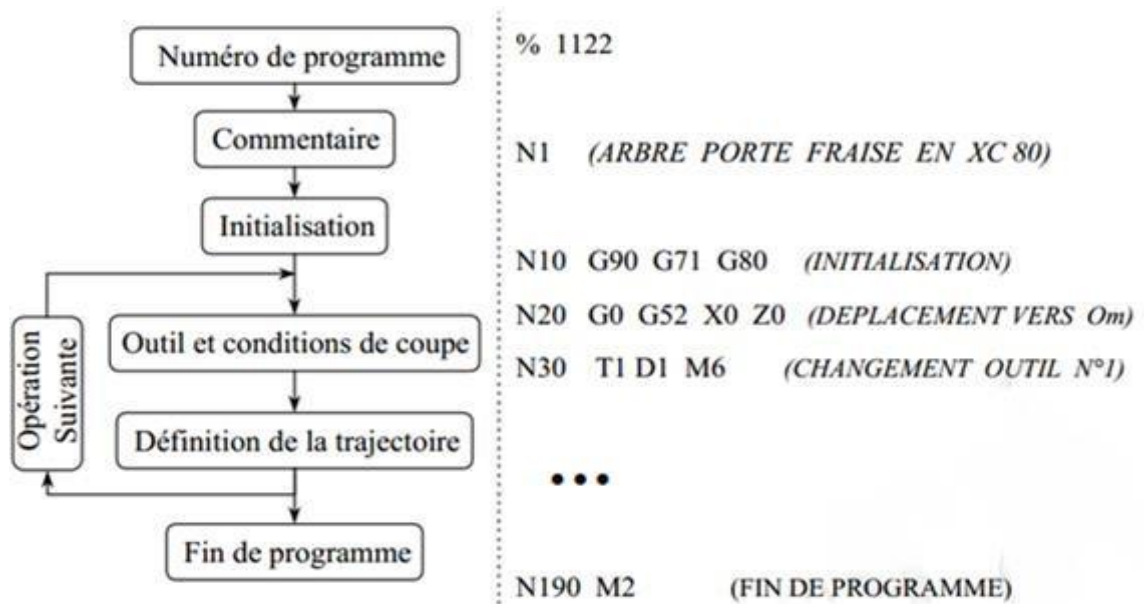 Numéro de programme
Commentaire
Initialisation
Outil et conditions de coupe
Définition de la trajectoire
Fin de programme
Opération
Suivante
% 1122
N1 (ARBRE PORTE FRAISE EN XC 80)
N10 G90 G71 G80 (INITIALISATION)
N20 G0 G52 X0 Z0 (DEPLACEMENT VERS Om)
N30 T1 D1 M6 (CHANGEMENT OUTIL N°1)
•••
N190 M2 (FIN DE PROGRAMME)